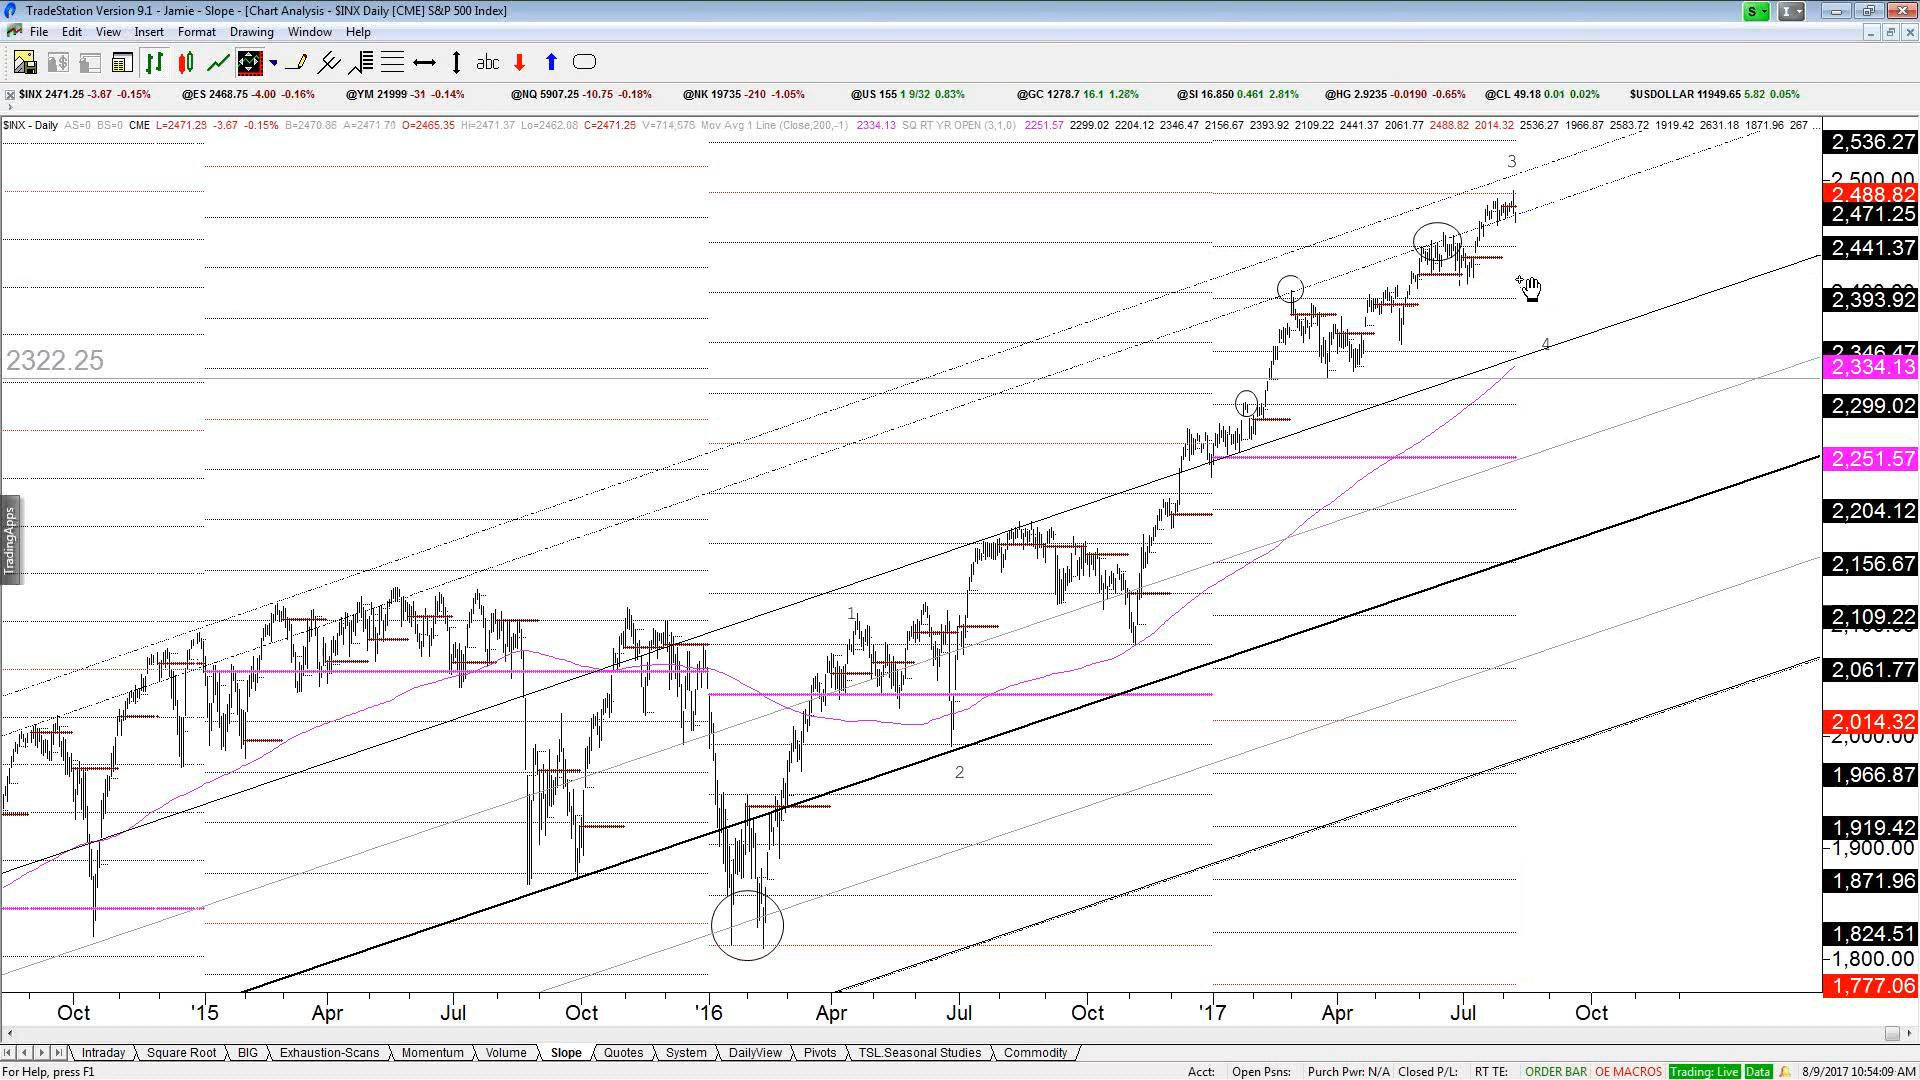 TradeStation Version 9.1 - Jamie - Slope - [Chart Analysis - $INX Daily [CME] S&P 500 Index]
S I
File Edit View Insert Format Drawing Window Help
abc
$INX 2471.25 -3.67 -0.15% @ES 2468.75 -4.00 -0.16% @YM 21999 -31 -0.14% @NQ 5907.25 -10.75 -0.18% @NK 19735 -210 -1.05% @US 155 1 9/32 0.83% @GC 1278.7 16.1 1.28% @SI 16.850 0.461 2.81% @HG 2.9235 -0.0190 -0.65% @CL 49.18 0.01 0.02% $USDOLLAR 11949.65 5.82 0.05%
$INX - Daily AS=0 BS=0 CME L=2471.25 -3.67 -0.15% B=2470.86 A=2471.70 O=2465.35 Hi=2471.37 Lo=2462.08 C=2471.25 V=714,576 Mov Avg 1 Line (Close,200,-1) 2334.13 SQ RT YR OPEN (3,1,0) 2251.57 2299.02 2204.12 2346.47 2156.67 2393.92 2109.22 2441.37 2061.77 2488.82 2014.32 2536.27 1966.87 2583.72 1919.42 2631.18 1871.96 267 ...
2,536.27
3
2,500.00
2,488.82
2,471.25
2,441.37
2,393.92
4
2,346.47
2322.25
2,334.13
2,299.02
2,251.57
2,204.12
TradingApps
2,156.67
1
2,109.22
2,061.77
2,014.32
2,000.00
2
1,966.87
1,919.42
1,900.00
1,871.96
1,824.51
1,800.00
1,777.06
Oct '15 Apr Jul Oct '16 Apr Jul Oct '17 Apr Jul Oct
Intraday Square Root BIG Exhaustion-Scans Momentum Volume Slope Quotes System DailyView Pivots TSL.Seasonal Studies Commodity
For Help, press F1 Acct: Open Psns: Purch Pwr: N/A Closed P/L: RT TE: ORDER BAR OE MACROS Trading: Live Data 8/9/2017 10:54:09 AM